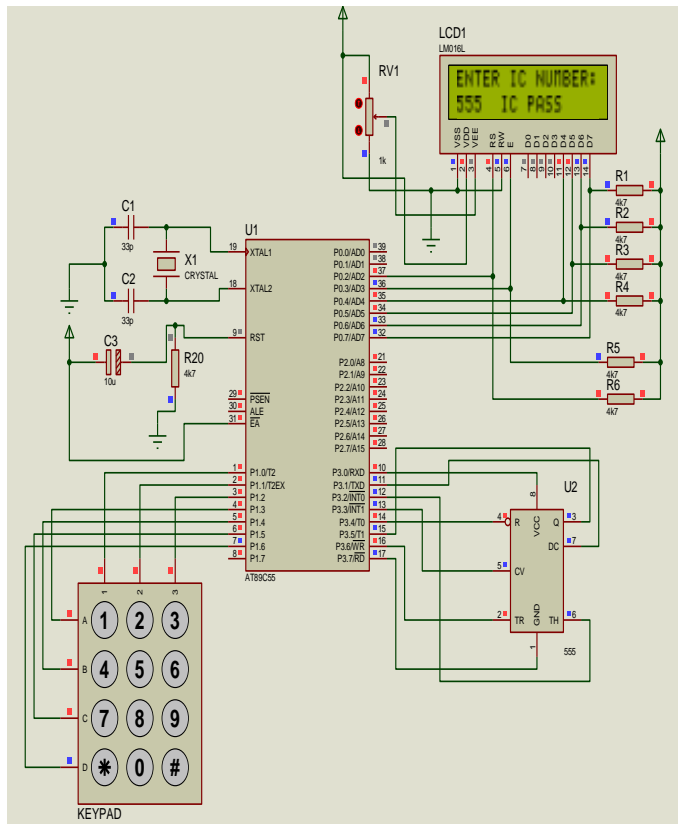 LCD1
LM016L
ENTER IC NUMBER:
555 IC PASS
VSS VDD VEE RS RW E D0 D1 D2 D3 D4 D5 D6 D7
1 2 3 4 5 6 7 8 9 10 11 12 13 14
RV1
1k
R1
4k7
R2
4k7
R3
4k7
R4
4k7
R5
4k7
R6
4k7
C1
33p
X1
CRYSTAL
C2
33p
C3
10u
R20
4k7
U1
19 XTAL1
18 XTAL2
9 RST
29 PSEN
30 ALE
31 EA
1 P1.0/T2
2 P1.1/T2EX
3 P1.2
4 P1.3
5 P1.4
6 P1.5
7 P1.6
8 P1.7
P0.0/AD0 39
P0.1/AD1 38
P0.2/AD2 37
P0.3/AD3 36
P0.4/AD4 35
P0.5/AD5 34
P0.6/AD6 33
P0.7/AD7 32
P2.0/A8 21
P2.1/A9 22
P2.2/A10 23
P2.3/A11 24
P2.4/A12 25
P2.5/A13 26
P2.6/A14 27
P2.7/A15 28
P3.0/RXD 10
P3.1/TXD 11
P3.2/INT0 12
P3.3/INT1 13
P3.4/T0 14
P3.5/T1 15
P3.6/WR 16
P3.7/RD 17
AT89C55
U2
8
VCC
4 R
Q 3
DC 7
5 CV
2 TR
GND
TH 6
1
555
1 2 3
A 1 2 3
B 4 5 6
C 7 8 9
D * 0 #
KEYPAD